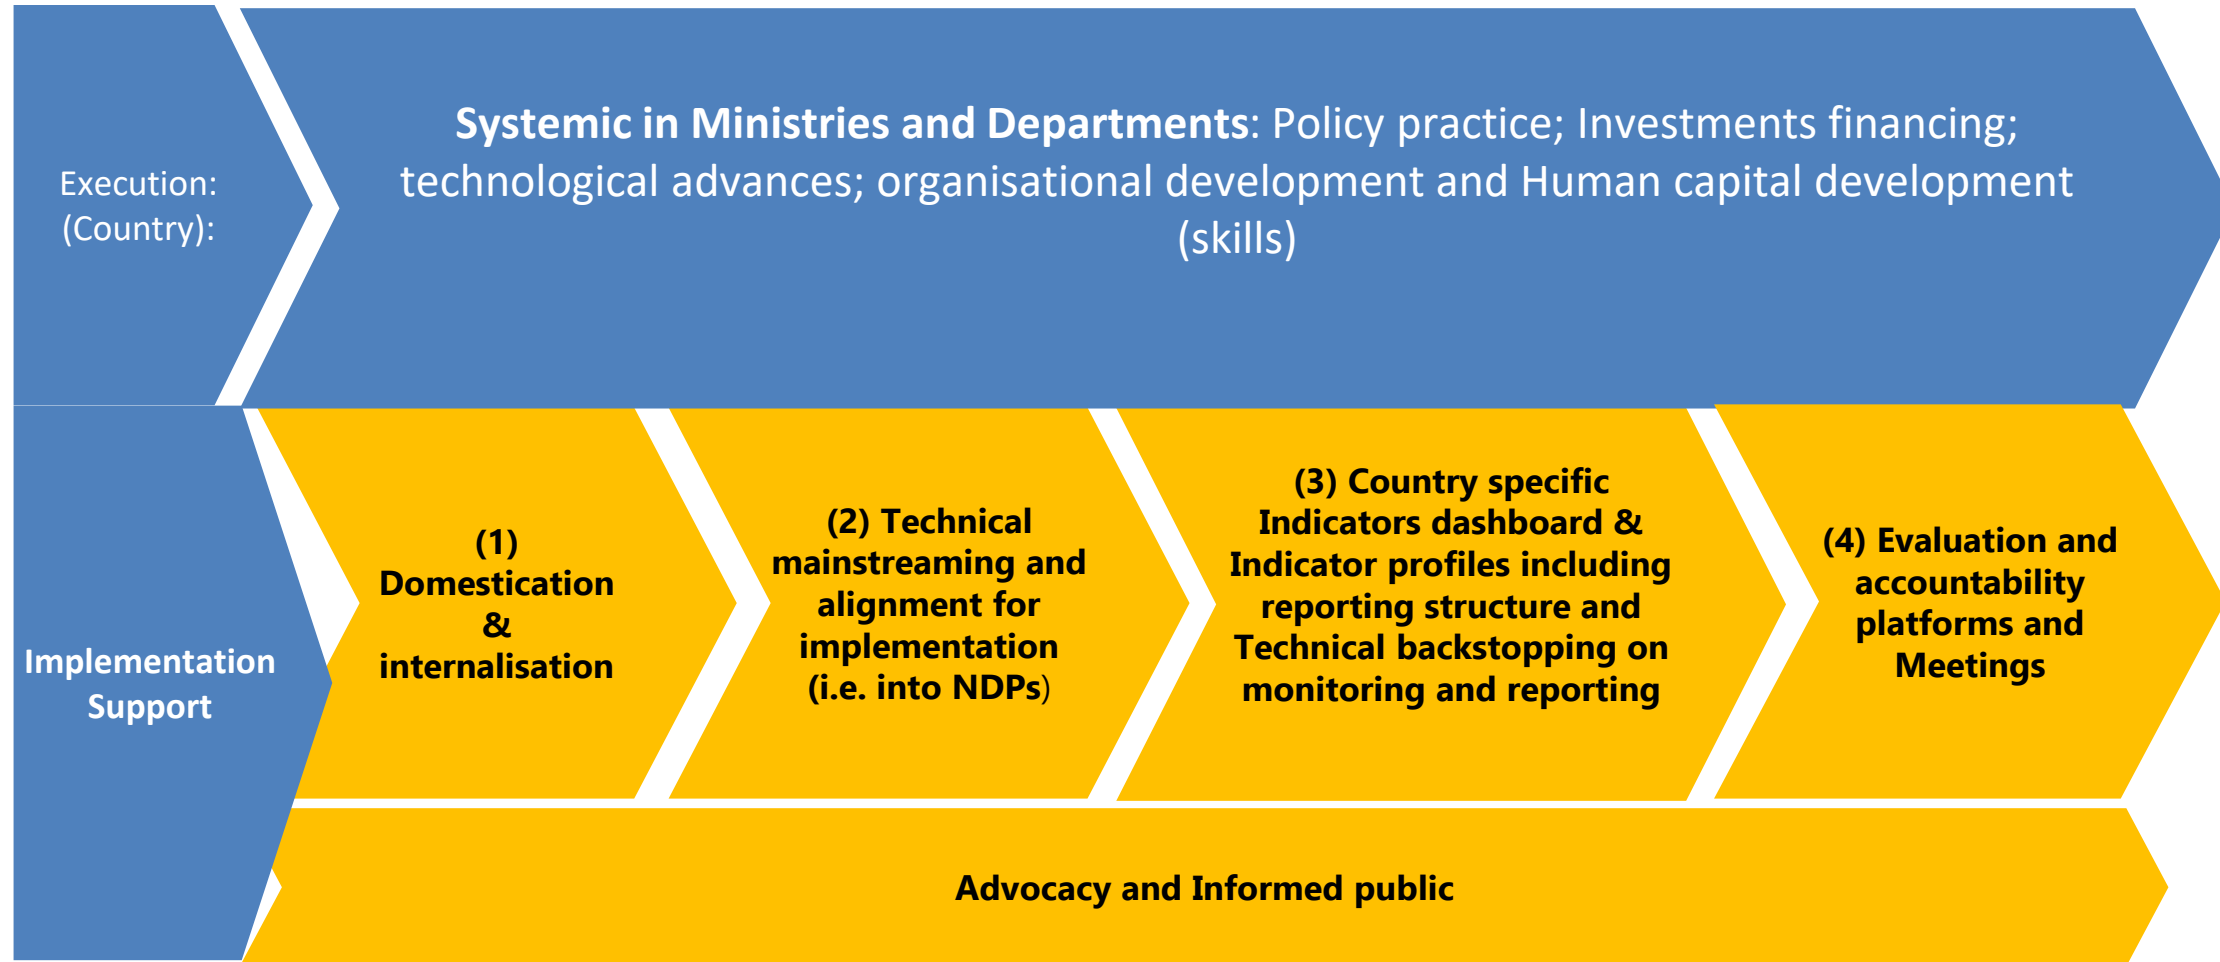 Execution:
(Country):
Systemic in Ministries and Departments: Policy practice; Investments financing;
technological advances; organisational development and Human capital development
(skills)
Implementation
Support
(1)
Domestication
&
internalisation
(2) Technical
mainstreaming and
alignment for
implementation
(i.e. into NDPs)
(3) Country specific
Indicators dashboard &
Indicator profiles including
reporting structure and
Technical backstopping on
monitoring and reporting
(4) Evaluation and
accountability
platforms and
Meetings
Advocacy and Informed public